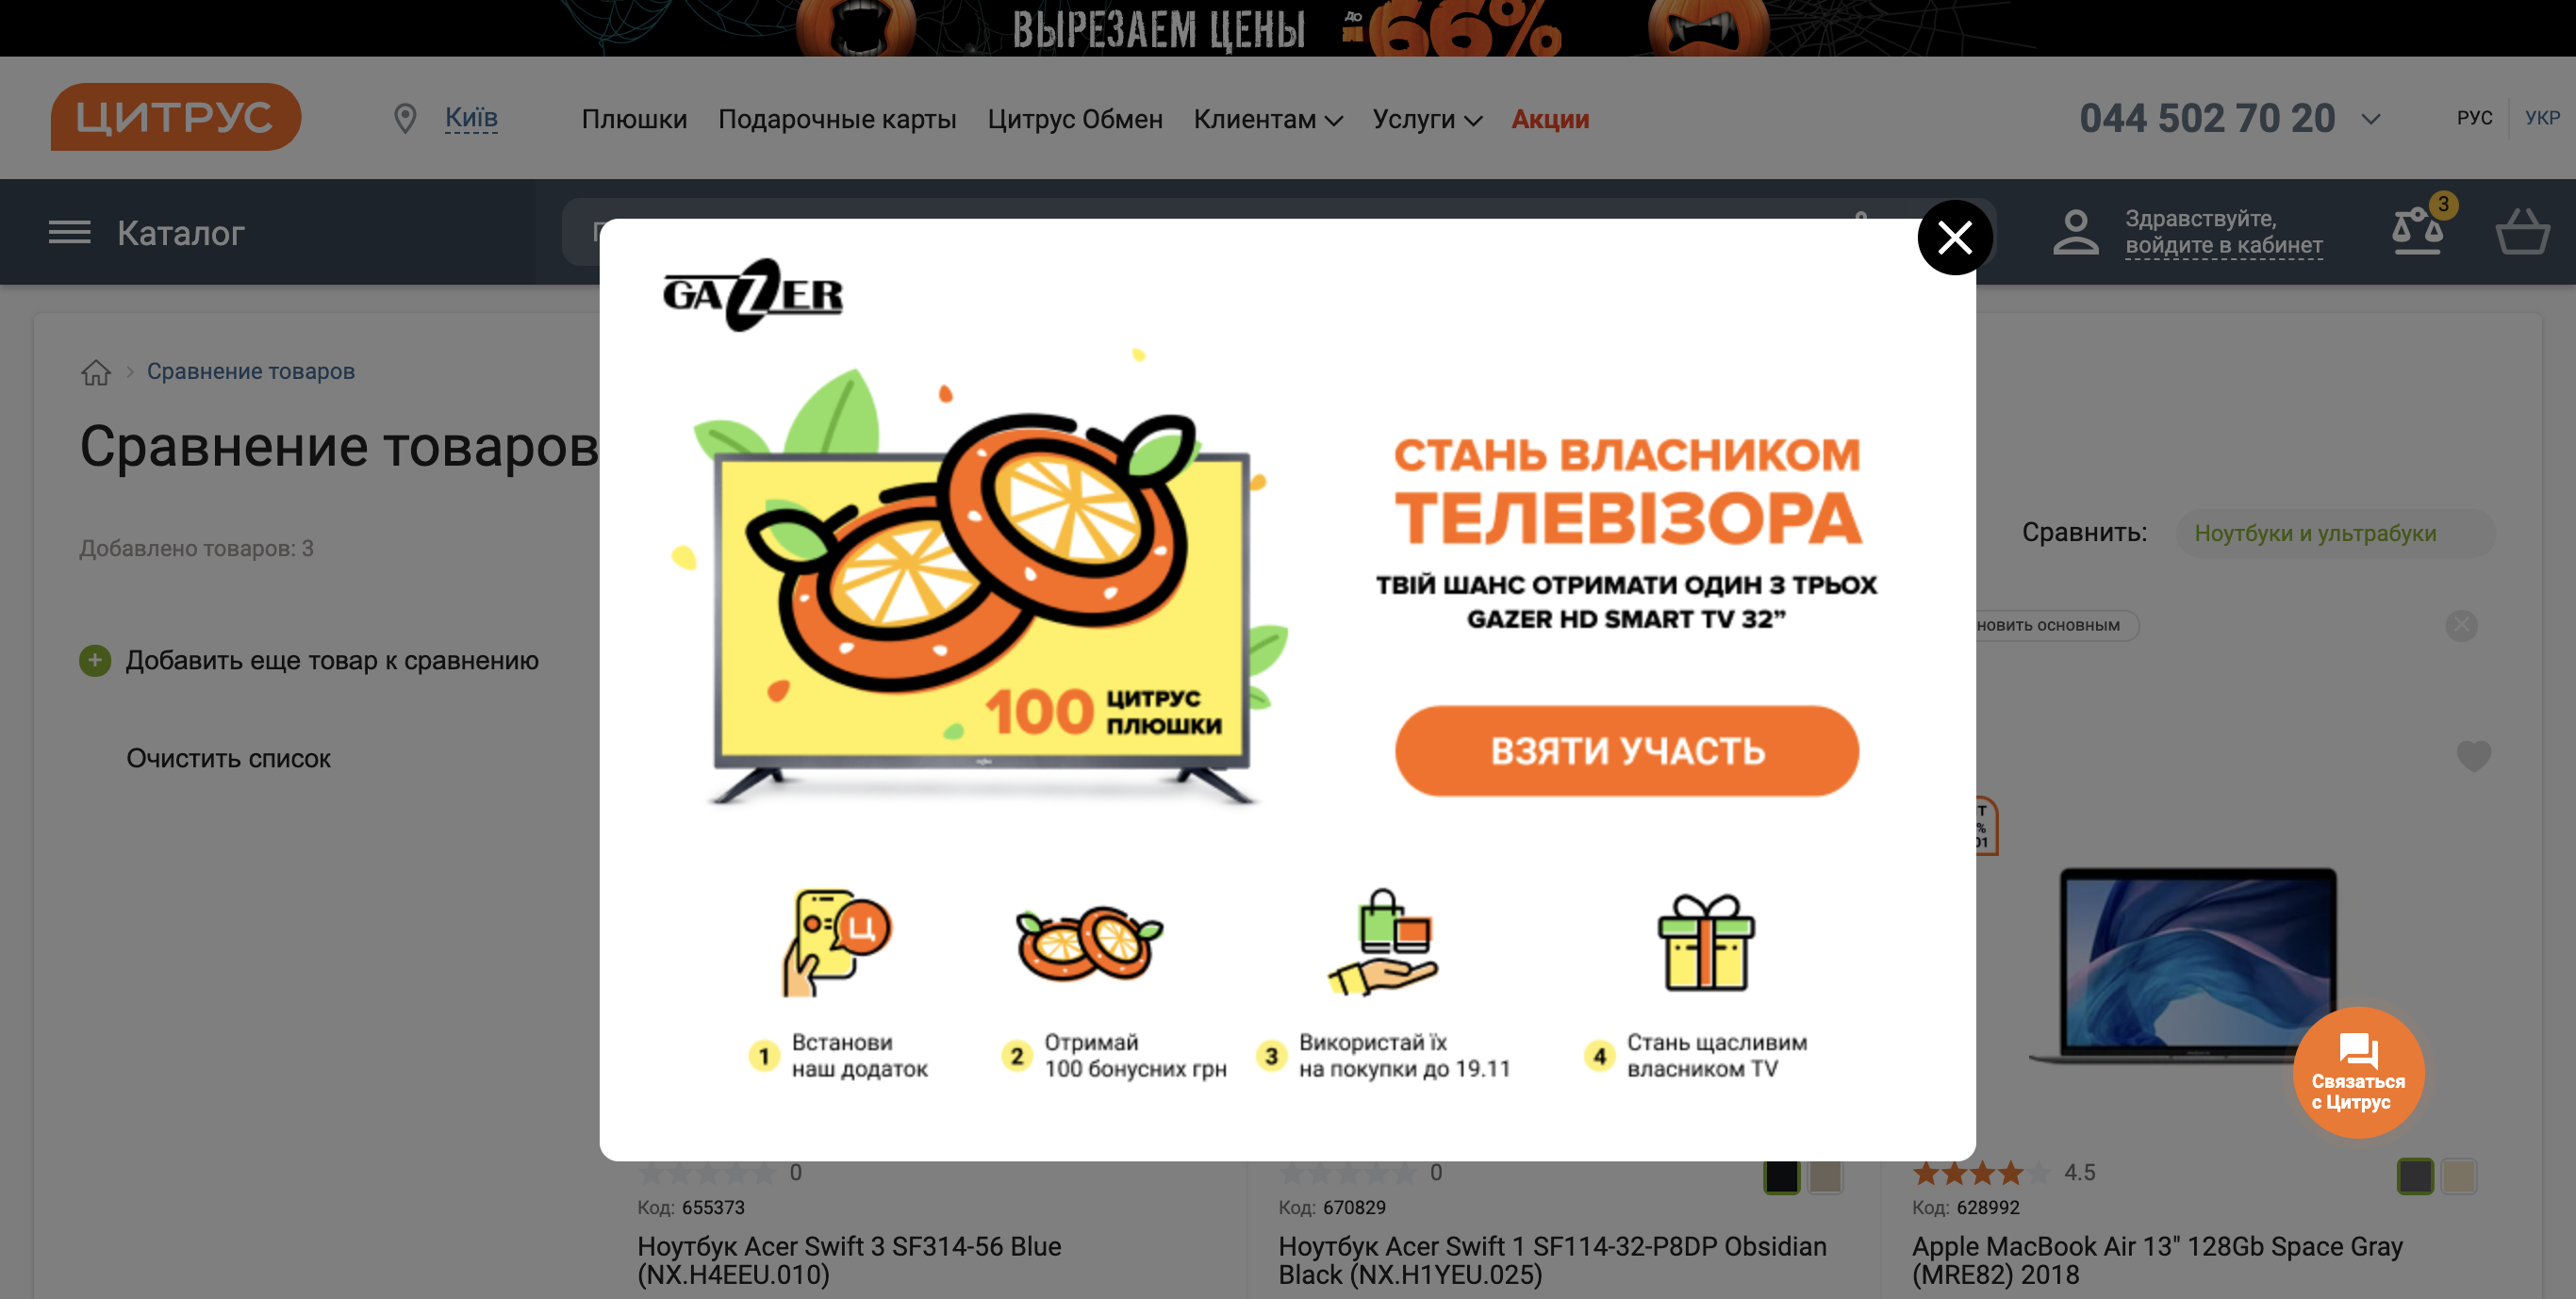 ВЫРЕЗАЕМ ЦЕНЫ ДО 66%
ЦИТРУС
Київ
Плюшки
Подарочные карты
Цитрус Обмен
Клиентам
Услуги
Акции
044 502 70 20
РУС
УКР
Каталог
Здравствуйте,
войдите в кабинет
3
GAZER
Сравнение товаров
Сравнение товаров
Добавлено товаров: 3
Добавить еще товар к сравнению
Очистить список
100 ЦИТРУС
ПЛЮШКИ
СТАНЬ ВЛАСНИКОМ
ТЕЛЕВІЗОРА
ТВІЙ ШАНС ОТРИМАТИ ОДИН З ТРЬОХ
GAZER HD SMART TV 32”
ВЗЯТИ УЧАСТЬ
Ц
1 Встанови
наш додаток
2 Отримай
100 бонусних грн
3 Використай їх
на покупки до 19.11
4 Стань щасливим
власником TV
Сравнить:
Ноутбуки и ультрабуки
новить основным
Связаться
с Цитрус
0
Код: 655373
Ноутбук Acer Swift 3 SF314-56 Blue
(NX.H4EEU.010)
0
Код: 670829
Ноутбук Acer Swift 1 SF114-32-P8DP Obsidian
Black (NX.H1YEU.025)
4.5
Код: 628992
Apple MacBook Air 13" 128Gb Space Gray
(MRE82) 2018